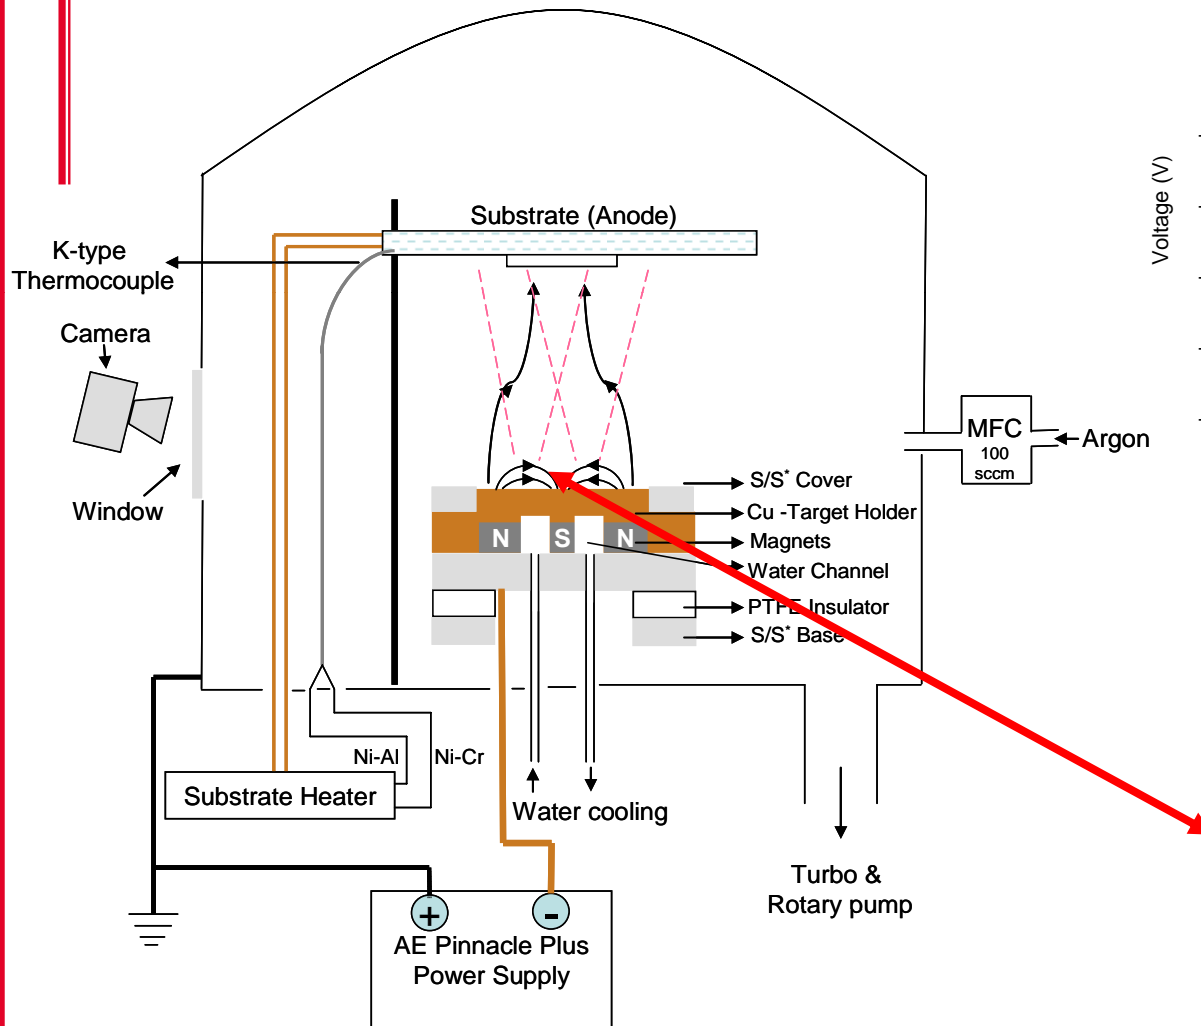 Voltage (V)
Substrate (Anode)
K-type
Thermocouple
Camera
Window
MFC
100
sccm
Argon
S/S* Cover
Cu -Target Holder
N
S
N
Magnets
Water Channel
PTFE Insulator
S/S* Base
Ni-Al
Ni-Cr
Substrate Heater
Water cooling
Turbo &
Rotary pump
+
-
AE Pinnacle Plus
Power Supply